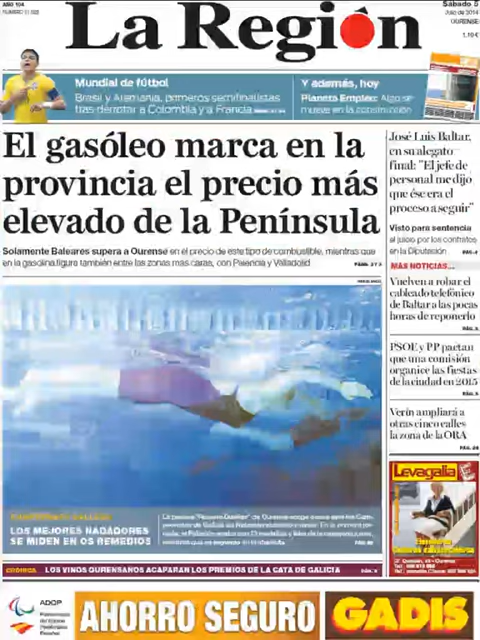 AÑO 104
La Región
Sábado 5
Julio de 2014
OURENSE
1,10 €
Mundial de fútbol
Brasil y Alemania, primeros semifinalistas
tras derrotar a Colombia y a Francia
Y además, hoy
Planeta Empleo: Algo se
mueve en la construcción
El gasóleo marca en la
provincia el precio más
elevado de la Península
Solamente Baleares supera a Ourense en el precio de este tipo de combustible, mientras que
en la gasolina figura también entre las zonas más caras, con Palencia y Valladolid
José Luis Baltar,
en su alegato
final: "El jefe de
personal me dijo
que ése era el
proceso a seguir"
Visto para sentencia
el juicio por los contratos
en la Diputación
MÁS NOTICIAS...
Vuelven a robar el
cableado telefónico
de Baltar a las pocas
horas de reponerlo
PSOE y PP pactan
que una comisión
organice las fiestas
de la ciudad en 2015
Verín ampliará a
otras cinco calles
la zona de la ORA
LOS MEJORES NADADORES
SE MIDEN EN OS REMEDIOS
CRÓNICA LOS VINOS OURENSANOS ACAPARAN LOS PREMIOS DE LA CATA DE GALICIA
Levagalia
ADOP
AHORRO SEGURO
GADIS